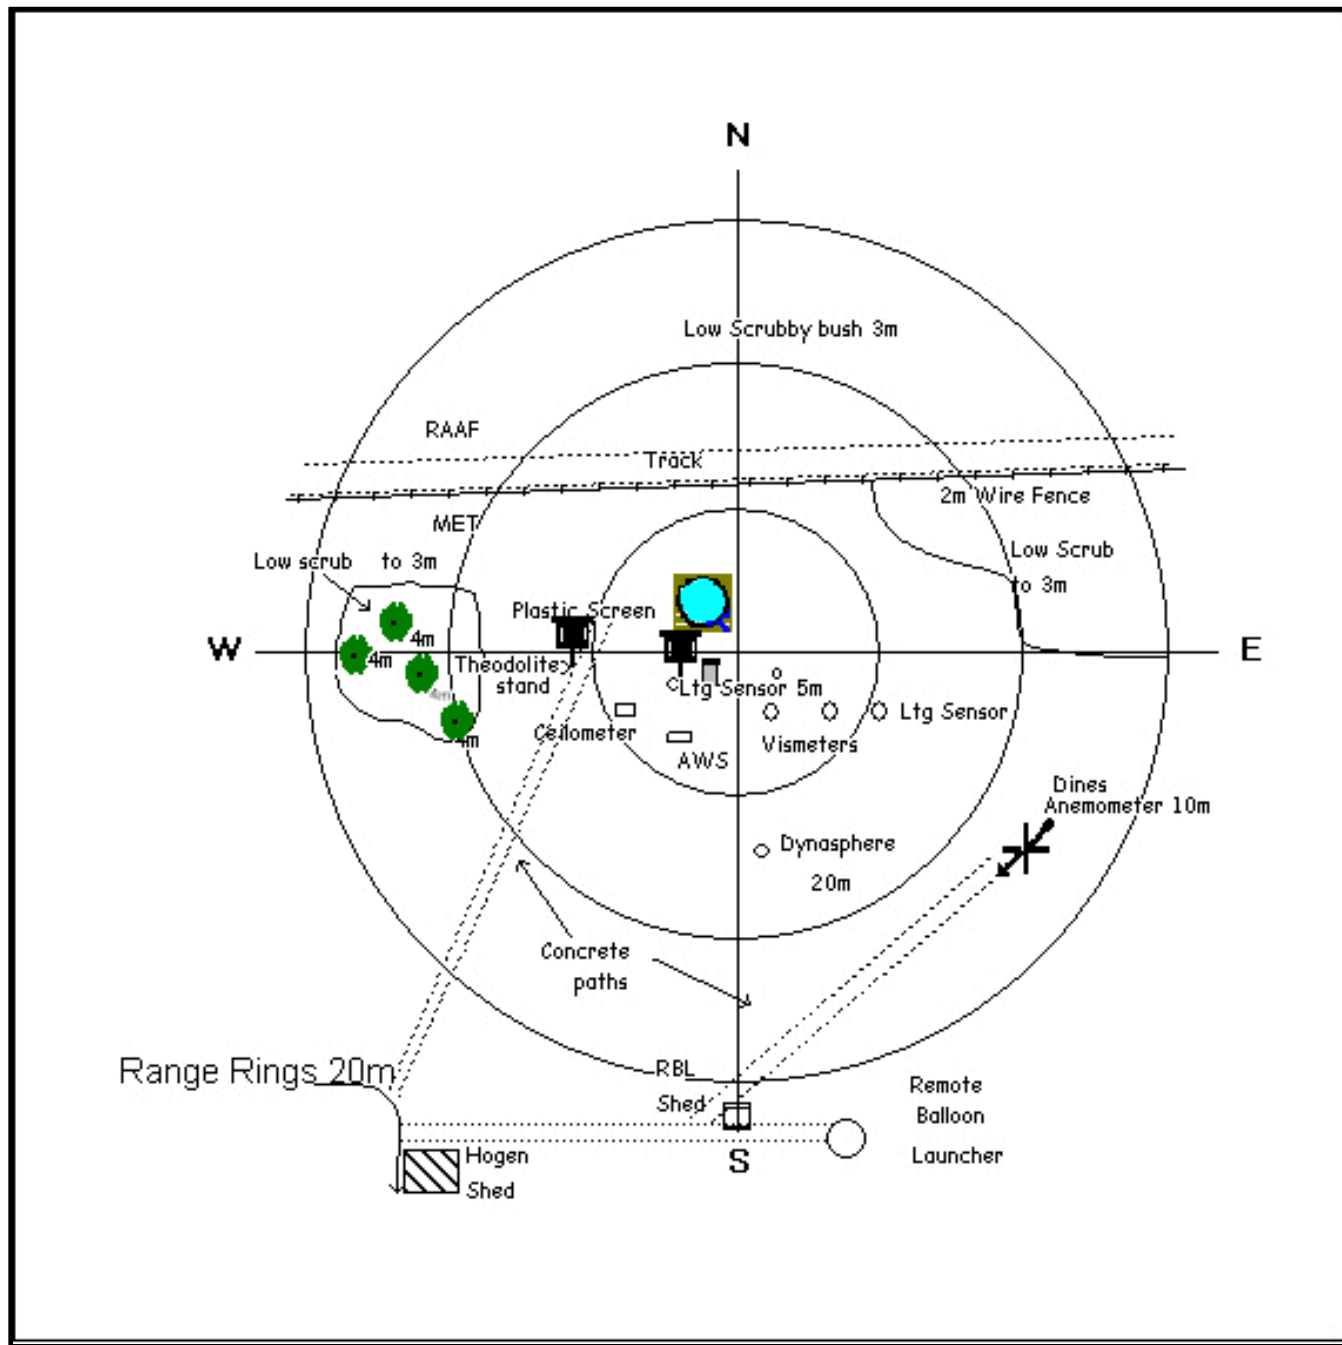 N
Low Scrubby bush 3m
RAAF
Track
2m Wire Fence
MET
Low scrub to 3m
Low Scrub
to 3m
Plastic Screen
W
E
4m
4m
4m
4m
Theodolite
stand
Ltg Sensor 5m
Ltg Sensor
Ceilometer
AWS
Vismeters
Dines
Anemometer 10m
Dynasphere
20m
Concrete
paths
Range Rings 20m
RBL
Shed
Remote
Balloon
Launcher
S
Hogen
Shed